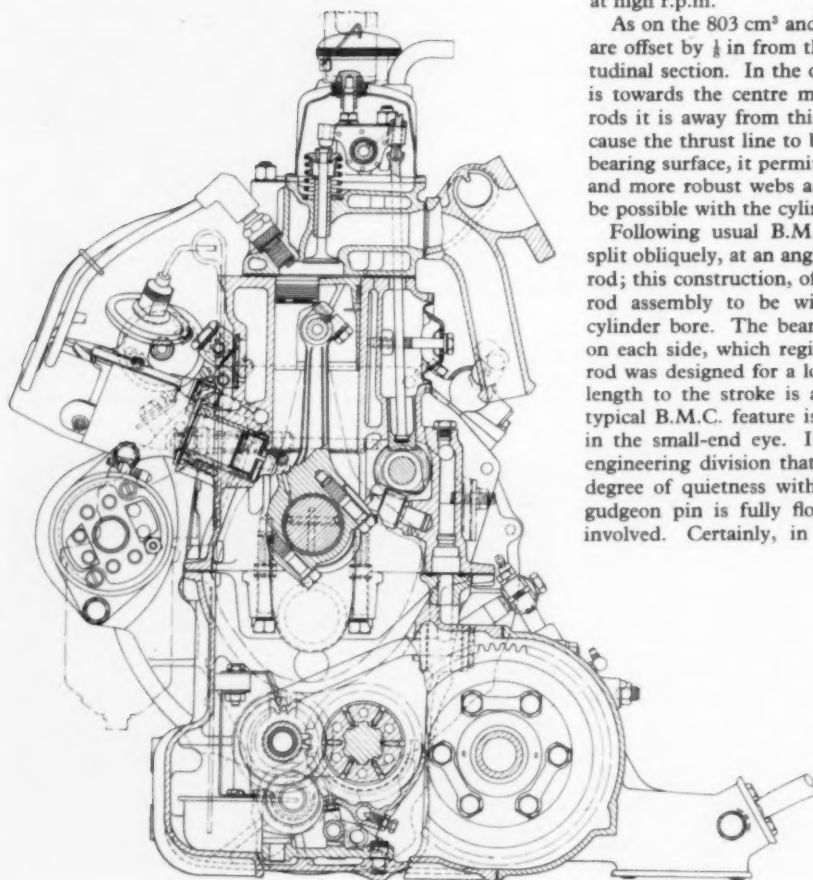 at high r.p.m.
As on the 803 cm³ and
are offset by ⅛ in from th
tudinal section. In the c
is towards the centre m
rods it is away from thi
cause the thrust line to b
bearing surface, it permi
and more robust webs a
be possible with the cylin
Following usual B.M.
split obliquely, at an ang
rod; this construction, of
rod assembly to be wi
cylinder bore. The bear
on each side, which regi
rod was designed for a lo
length to the stroke is a
typical B.M.C. feature is
in the small-end eye. I
engineering division that
degree of quietness with
gudgeon pin is fully flo
involved. Certainly, in